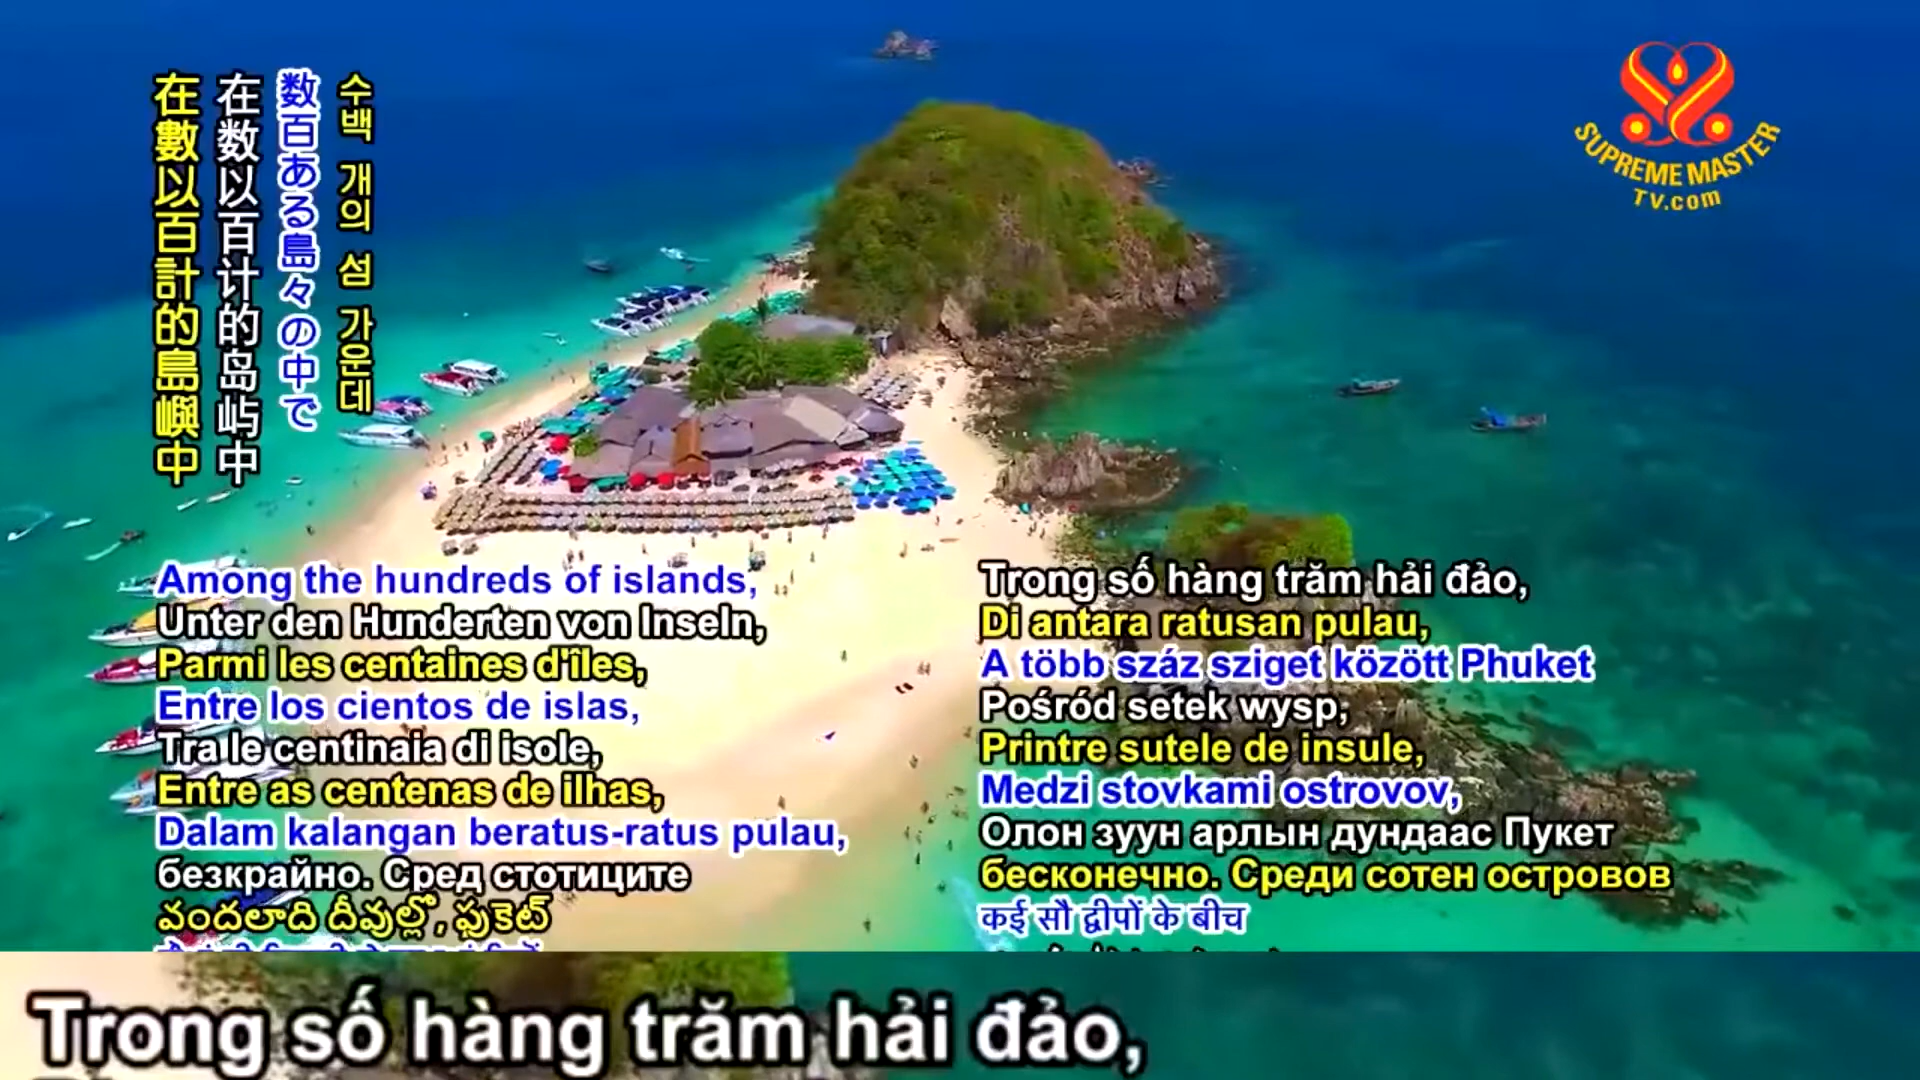 수백 개의 섬 가운데
数百ある島々の中で
在数以百计的岛屿中
在數以百計的島嶼中
SUPREME MASTER
TV.com
Among the hundreds of islands,
Unter den Hunderten von Inseln,
Parmi les centaines d'îles,
Entre los cientos de islas,
Tra le centinaia di isole,
Entre as centenas de ilhas,
Dalam kalangan beratus-ratus pulau,
безкрайно. Сред стотиците
వందలాది దీవుల్లో, ఫుకెట్
Trong số hàng trăm hải đảo,
Di antara ratusan pulau,
A több száz sziget között Phuket
Pośród setek wysp,
Printre sutele de insule,
Medzi stovkami ostrovov,
Олон зуун арлын дундаас Пукет
бесконечно. Среди сотен островов
कई सौ द्वीपों के बीच
Trong số hàng trăm hải đảo,